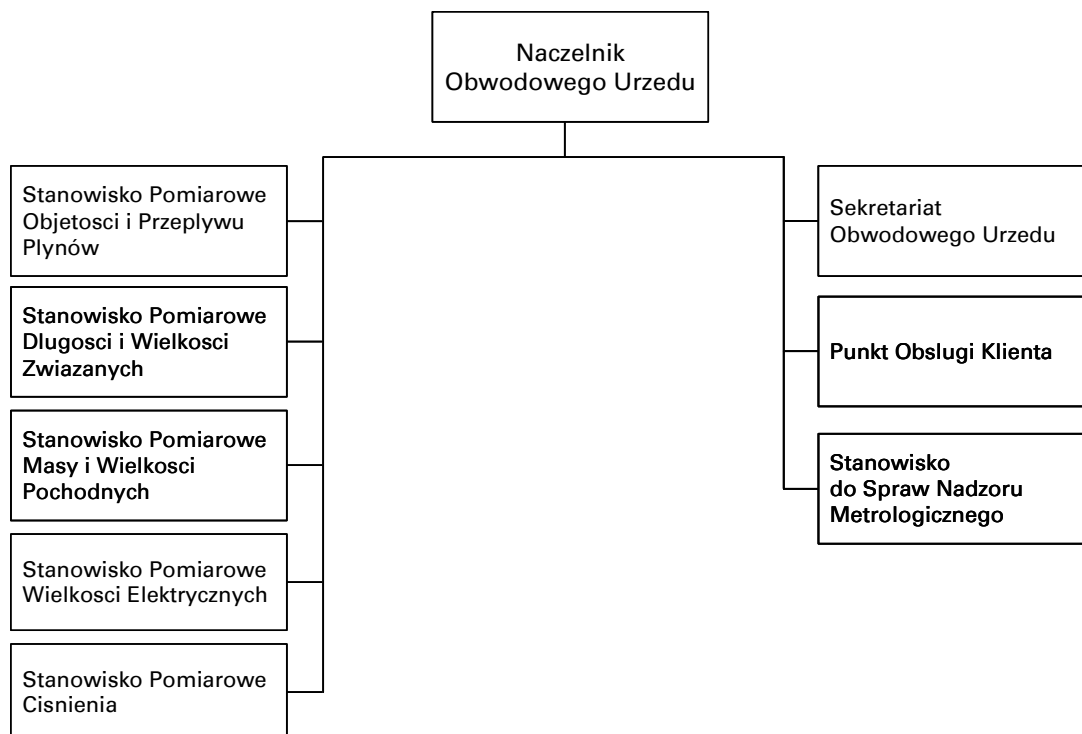 Naczelnik
Obwodowego Urzedu
Stanowisko Pomiarowe
Objetosci i Przeplywu
Plynów
Stanowisko Pomiarowe
Dlugosci i Wielkosci
Zwiazanych
Stanowisko Pomiarowe
Masy i Wielkosci
Pochodnych
Stanowisko Pomiarowe
Wielkosci Elektrycznych
Stanowisko Pomiarowe
Cisnienia
Sekretariat
Obwodowego Urzedu
Punkt Obslugi Klienta
Stanowisko
do Spraw Nadzoru
Metrologicznego